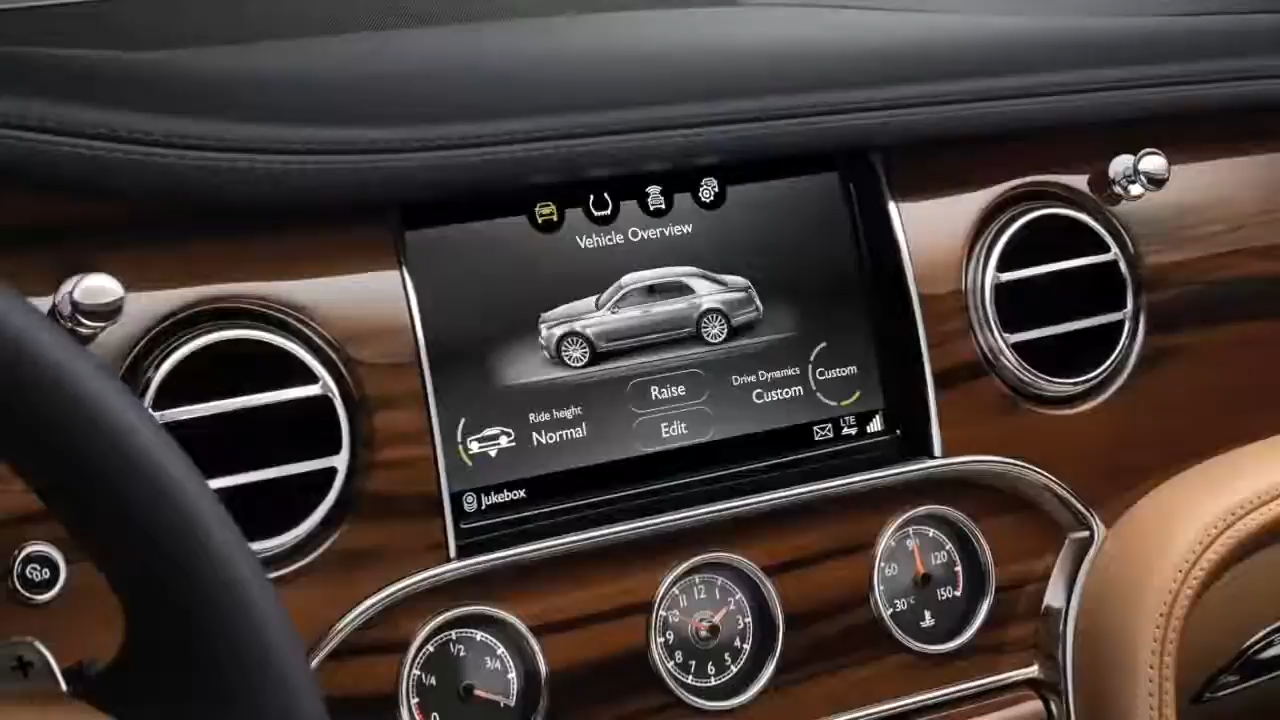 Vehicle Overview
Raise
Drive Dynamics
Custom
Custom
Ride height
Normal
Edit
LTE
Jukebox
1/4 1/2 3/4
0
12 1 2 3 4 5 6 7 8 9 10 11
30°C 60 90 120 150